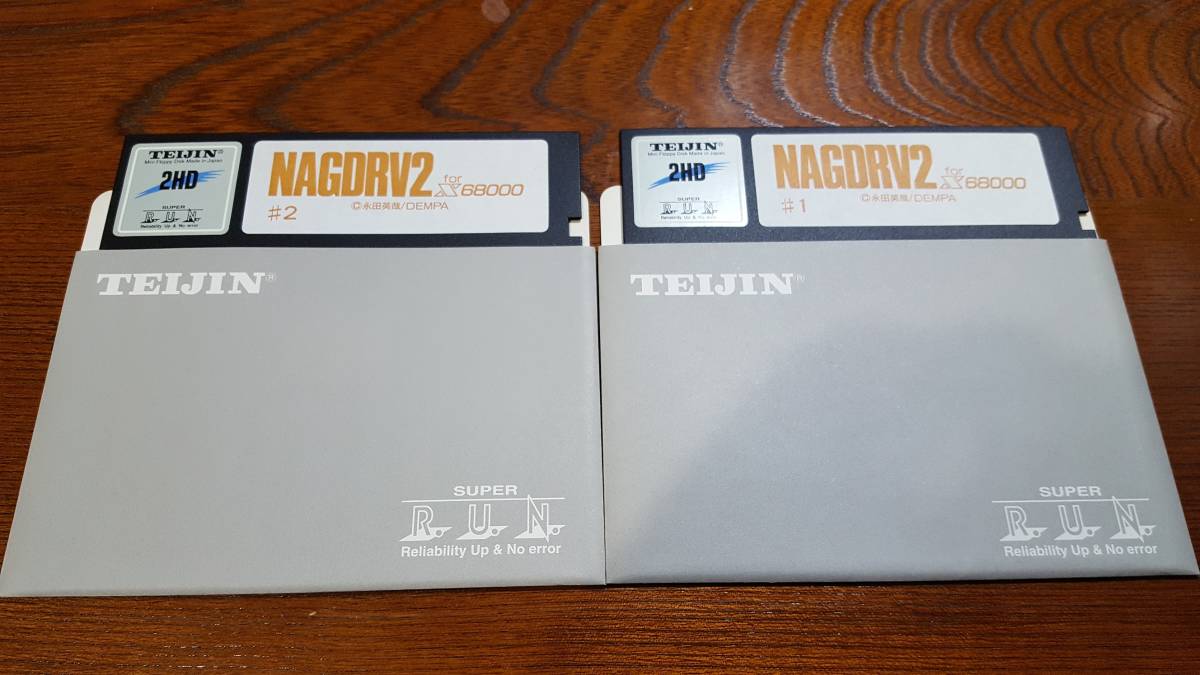 TEIJIN®
Mini Floppy Disk Made in Japan
2HD
SUPER
R.U.N.
Reliability Up & No error
NAGDRV2
for X68000
#2
©永田英哉/DEMPA
TEIJIN®
SUPER
R.U.N.
Reliability Up & No error
TEIJIN®
Mini Floppy Disk Made in Japan
2HD
SUPER
R.U.N.
Reliability Up & No error
NAGDRV2
for X68000
#1
©永田英哉/DEMPA
TEIJIN®
SUPER
R.U.N.
Reliability Up & No error